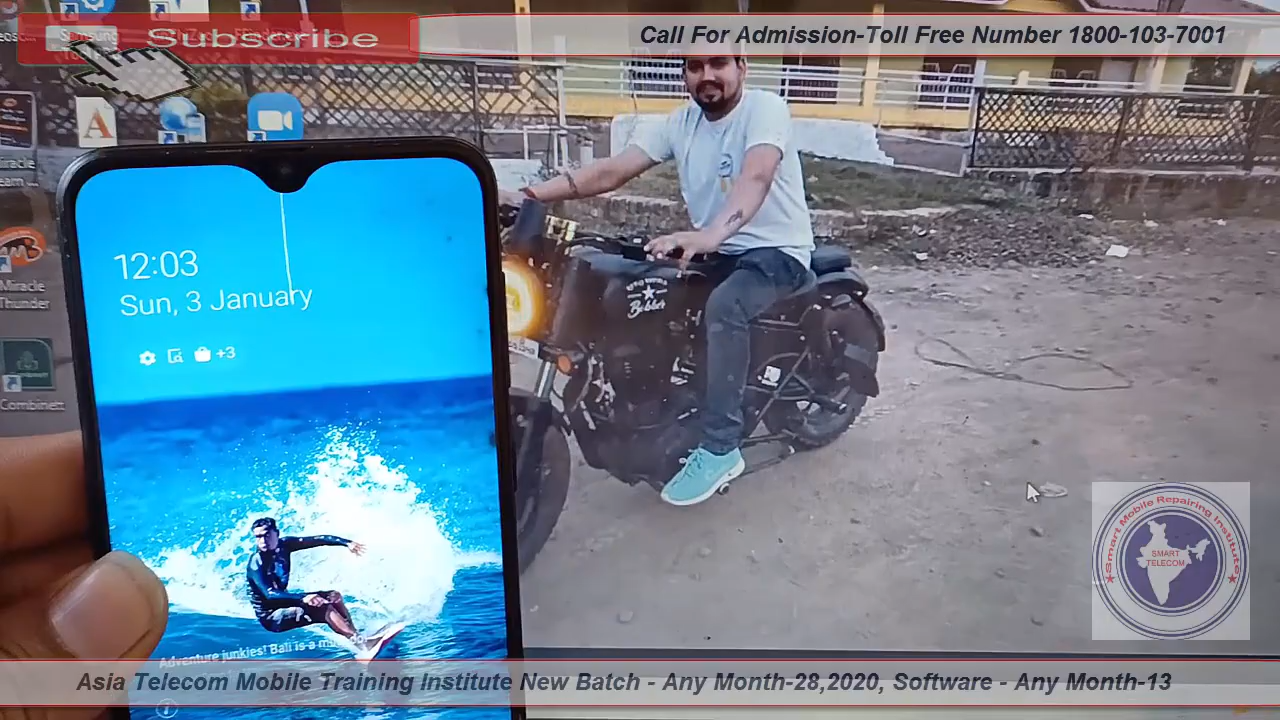 Subscribe
Call For Admission-Toll Free Number 1800-103-7001
Samsung
Miracle
Miracle
Thunder
12:03
Sun, 3 January
+3
Adventure junkies! Bali is a
Smart Mobile Repairing Institute
SMART
TELECOM
Asia Telecom Mobile Training Institute New Batch - Any Month-28,2020, Software - Any Month-13